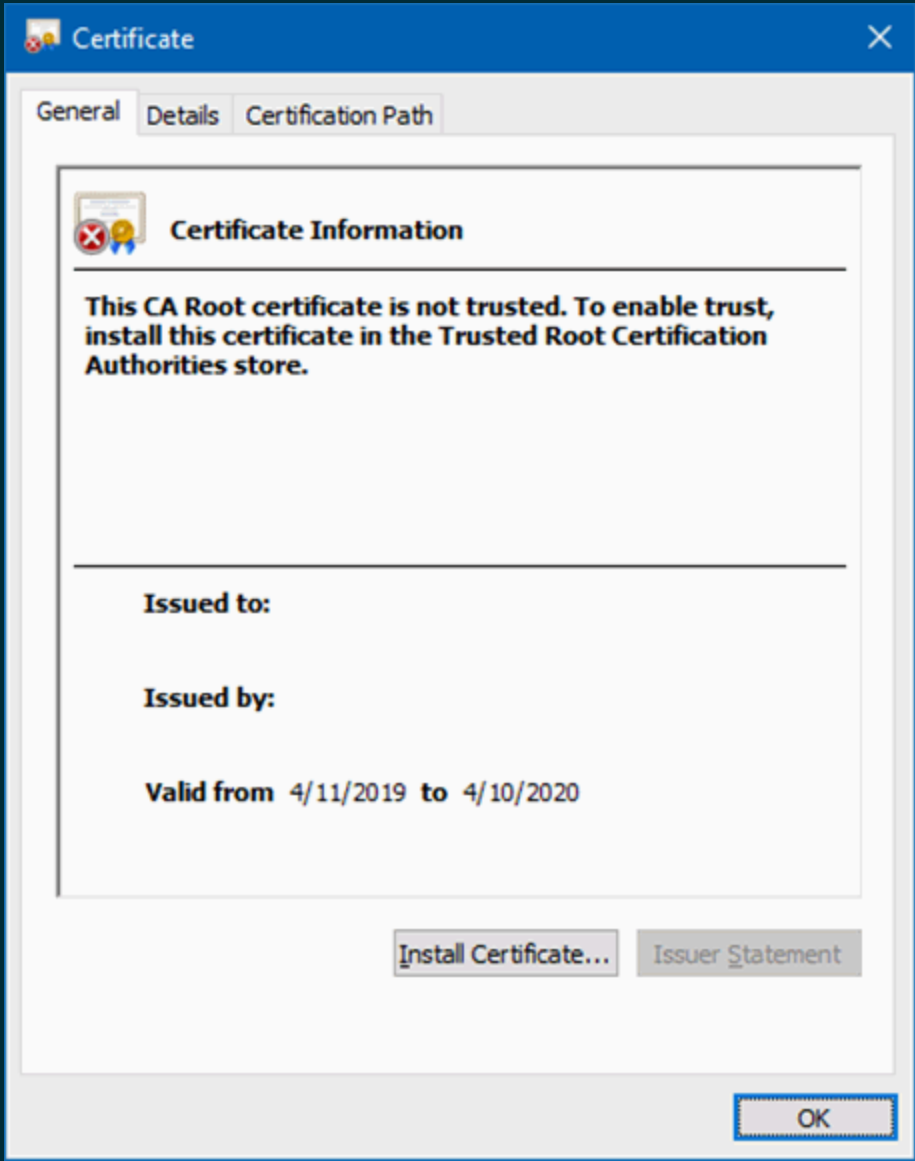 Certificate
General Details Certification Path
Certificate Information
This CA Root certificate is not trusted. To enable trust,
install this certificate in the Trusted Root Certification
Authorities store.
Issued to:
Issued by:
Valid from 4/11/2019 to 4/10/2020
Install Certificate... Issuer Statement
OK